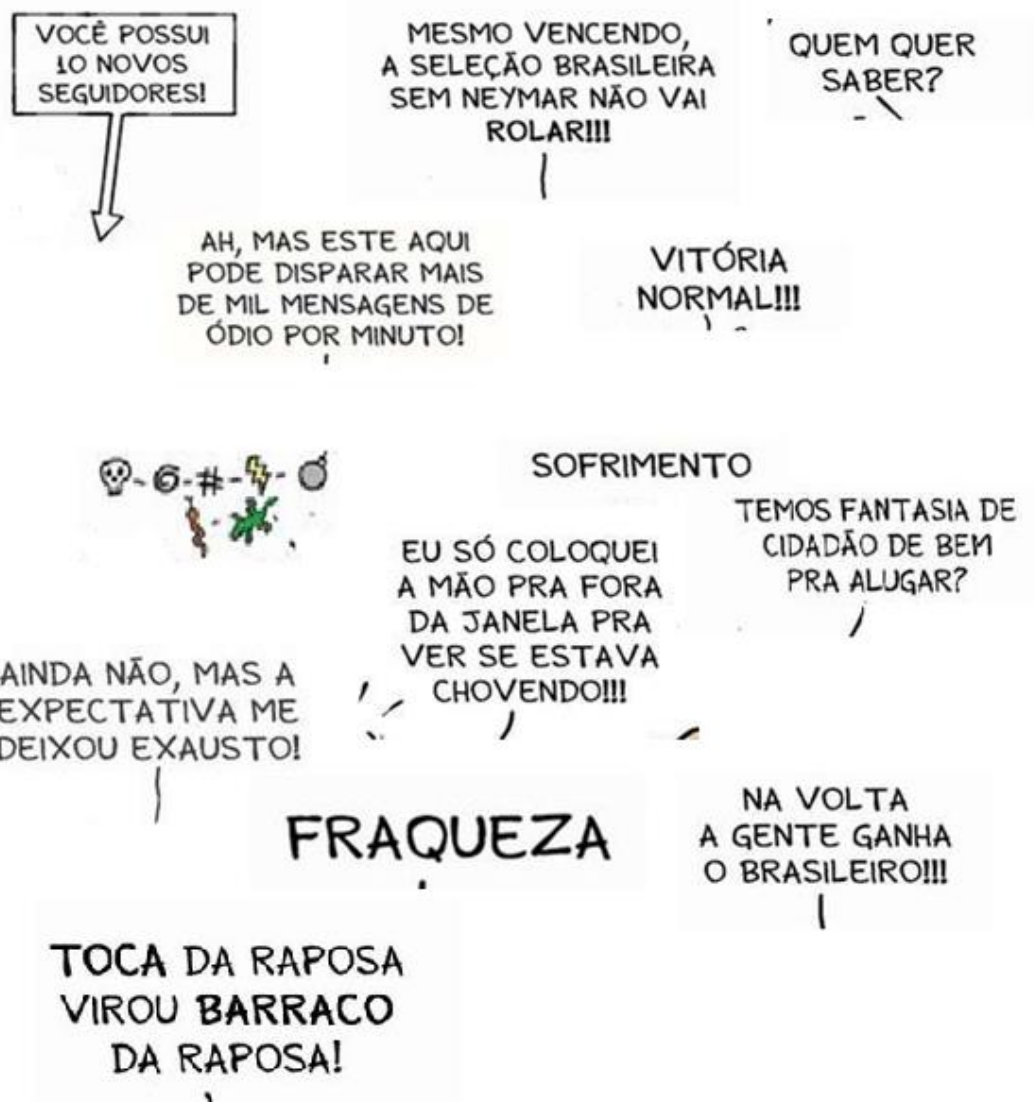 VOCÊ POSSUI
10 NOVOS
SEGUIDORES!
MESMO VENCENDO,
A SELEÇÃO BRASILEIRA
SEM NEYMAR NÃO VAI
ROLAR!!!
QUEM QUER
SABER?
AH, MAS ESTE AQUI
PODE DISPARAR MAIS
DE MIL MENSAGENS DE
ÓDIO POR MINUTO!
VITÓRIA
NORMAL!!!
SOFRIMENTO
TEMOS FANTASIA DE
CIDADÃO DE BEM
PRA ALUGAR?
EU SÓ COLOQUEI
A MÃO PRA FORA
DA JANELA PRA
VER SE ESTAVA
CHOVENDO!!!
AINDA NÃO, MAS A
EXPECTATIVA ME
DEIXOU EXAUSTO!
FRAQUEZA
NA VOLTA
A GENTE GANHA
O BRASILEIRO!!!
TOCA DA RAPOSA
VIROU BARRACO
DA RAPOSA!